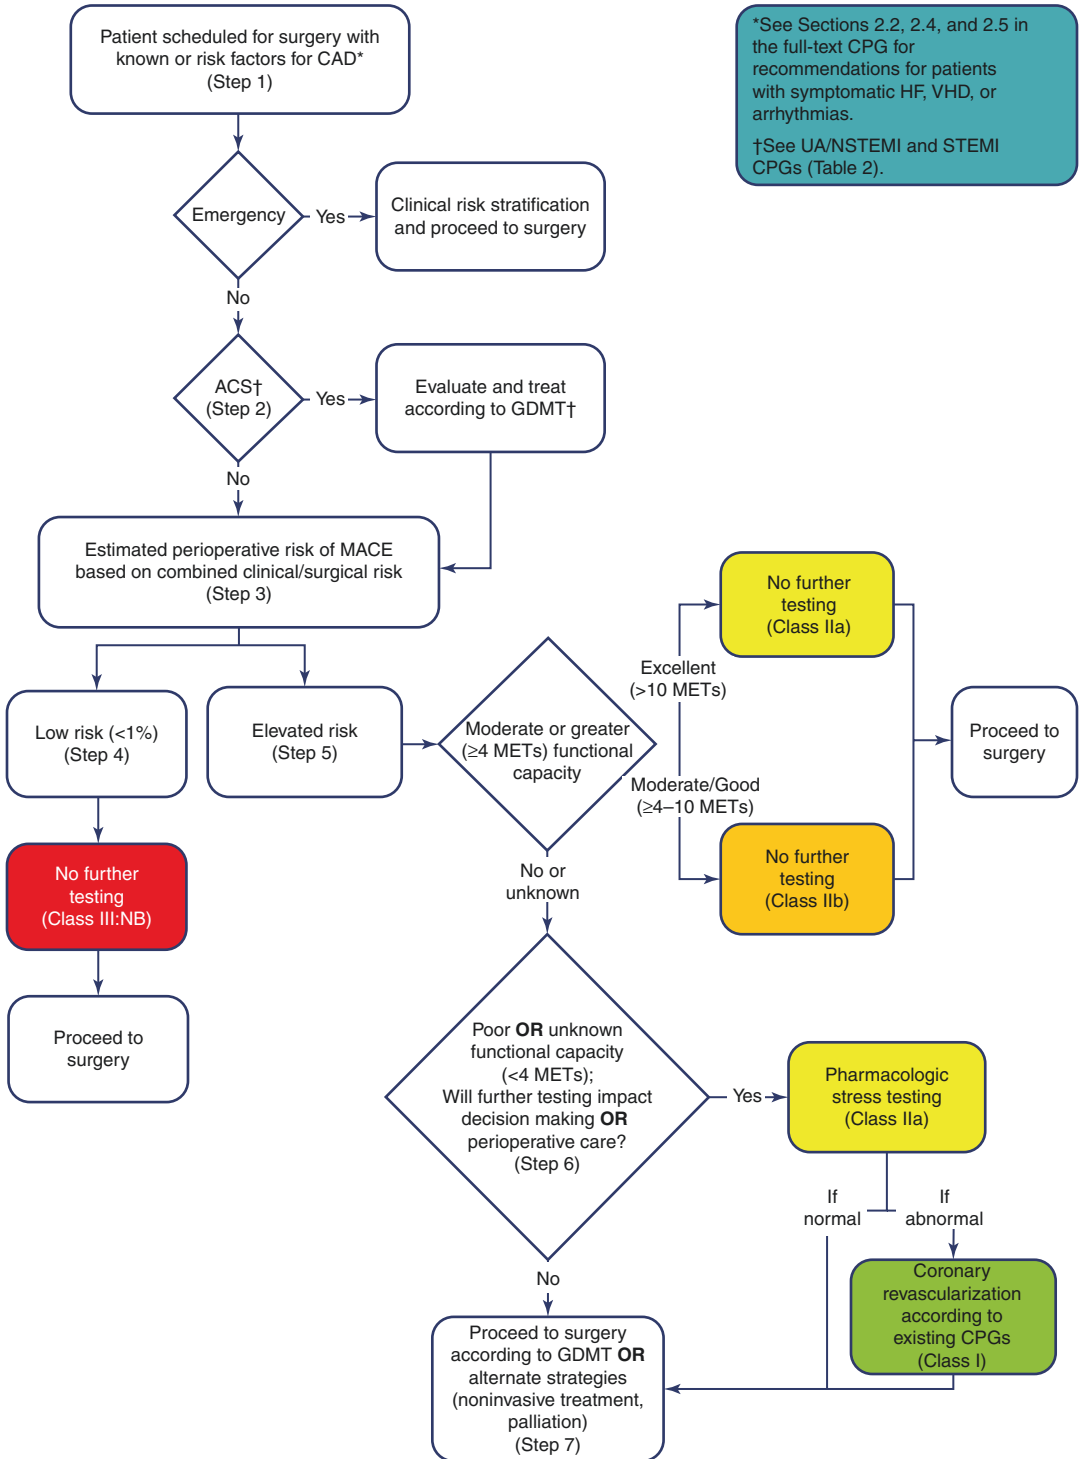 Patient scheduled for surgery with
known or risk factors for CAD*
(Step 1)
*See Sections 2.2, 2.4, and 2.5 in
the full-text CPG for
recommendations for patients
with symptomatic HF, VHD, or
arrhythmias.
†See UA/NSTEMI and STEMI
CPGs (Table 2).
Emergency
Yes
Clinical risk stratification
and proceed to surgery
No
ACS†
(Step 2)
Yes
Evaluate and treat
according to GDMT†
No
Estimated perioperative risk of MACE
based on combined clinical/surgical risk
(Step 3)
Low risk (<1%)
(Step 4)
Elevated risk
(Step 5)
Moderate or greater
(≥4 METs) functional
capacity
Excellent
(>10 METs)
No further
testing
(Class IIa)
Moderate/Good
(≥4–10 METs)
No further
testing
(Class IIb)
Proceed to
surgery
No further
testing
(Class III:NB)
Proceed to
surgery
No or
unknown
Poor OR unknown
functional capacity
(<4 METs);
Will further testing impact
decision making OR
perioperative care?
(Step 6)
Yes
Pharmacologic
stress testing
(Class IIa)
If
normal
If
abnormal
Coronary
revascularization
according to
existing CPGs
(Class I)
No
Proceed to surgery
according to GDMT OR
alternate strategies
(noninvasive treatment,
palliation)
(Step 7)